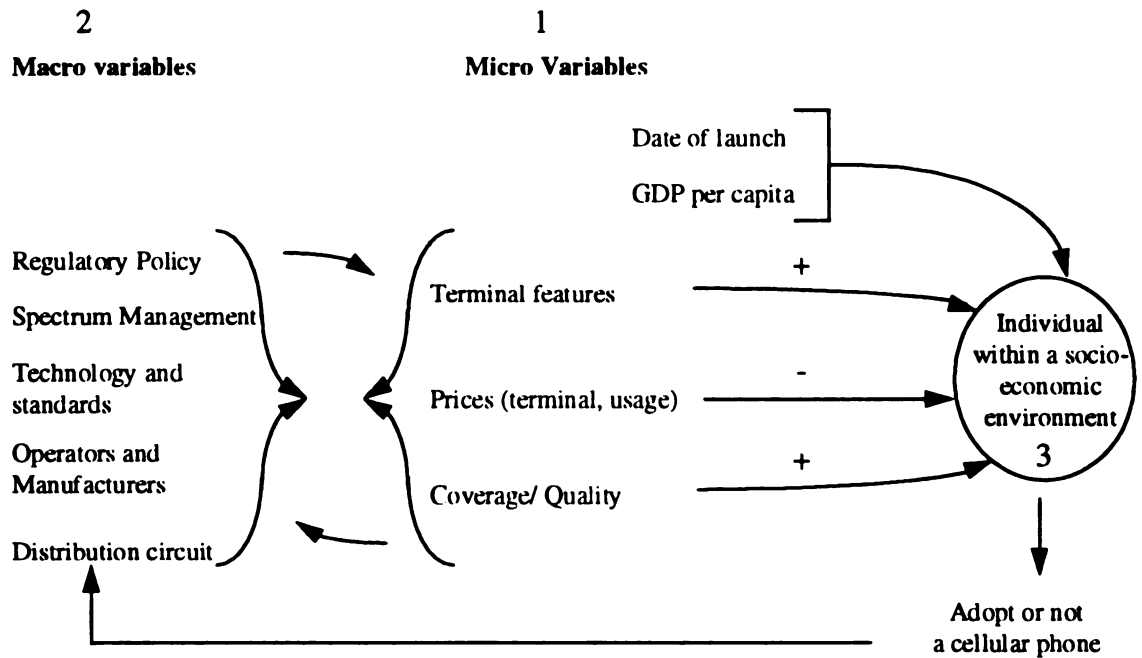 2
Macro variables
1
Micro Variables
Date of launch
GDP per capita
Regulatory Policy
Spectrum Management
Technology and
standards
Operators and
Manufacturers
Distribution circuit
Terminal features
Prices (terminal, usage)
Coverage/ Quality
+
-
+
Individual
within a socio-
economic
environment
3
Adopt or not
a cellular phone